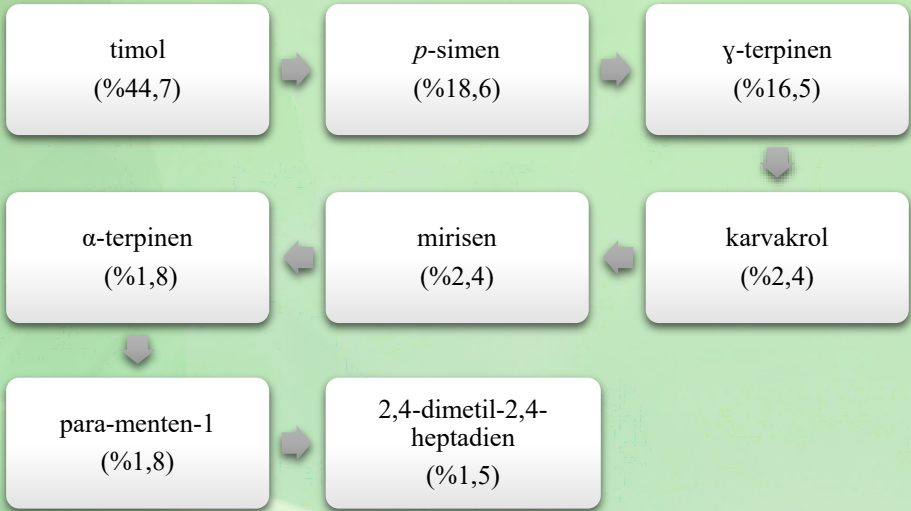 timol
(%44,7)
p-simen
(%18,6)
ɣ-terpinen
(%16,5)
karvakrol
(%2,4)
mirisen
(%2,4)
α-terpinen
(%1,8)
para-menten-1
(%1,8)
2,4-dimetil-2,4-
heptadien
(%1,5)